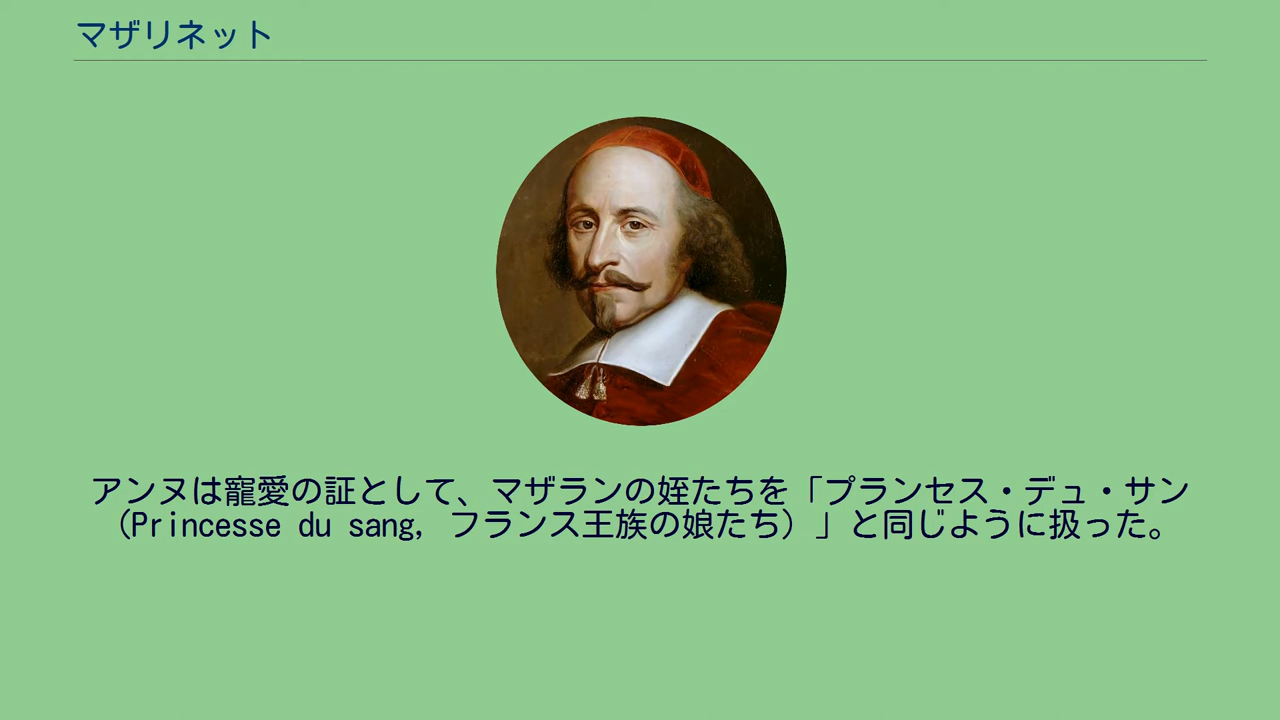 マザリネット
アンヌは寵愛の証として、マザランの姪たちを「プランセス・デュ・サン
（Princesse du sang, フランス王族の娘たち）」と同じように扱った。